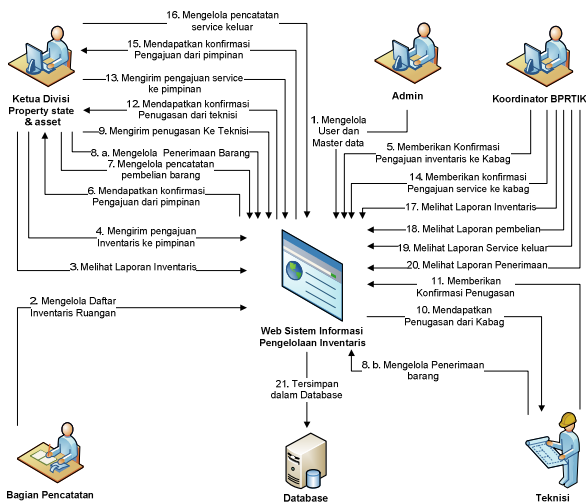 16. Mengelola pencatatan
service keluar
15. Mendapatkan konfirmasi
Pengajuan dari pimpinan
13. Mengirim pengajuan service
ke pimpinan
12. Mendapatkan konfirmasi
Penugasan dari teknisi
9. Mengirim penugasan Ke Teknisi
8. a. Mengelola Penerimaan Barang
7. Mengelola pencatatan
pembelian barang
6. Mendapatkan konfirmasi
Pengajuan dari pimpinan
4. Mengirim pengajuan
Inventaris ke pimpinan
3. Melihat Laporan Inventaris
2. Mengelola Daftar
Inventaris Ruangan
Ketua Divisi
Property state
& asset
Admin
Koordinator BPRTIK
1. Mengelola
User dan
Master data
5. Memberikan Konfirmasi
Pengajuan inventaris ke Kabag
14. Memberikan konfirmasi
Pengajuan service ke kabag
17. Melihat Laporan Inventaris
18. Melihat Laporan pembelian
19. Melihat Laporan Service keluar
20. Melihat Laporan Penerimaan
11. Memberikan
Konfirmasi Penugasan
10. Mendapatkan
Penugasan dari Kabag
Web Sistem Informasi
Pengelolaan Inventaris
8. b. Mengelola Penerimaan
barang
21. Tersimpan
dalam Database
Bagian Pencatatan
Database
Teknisi